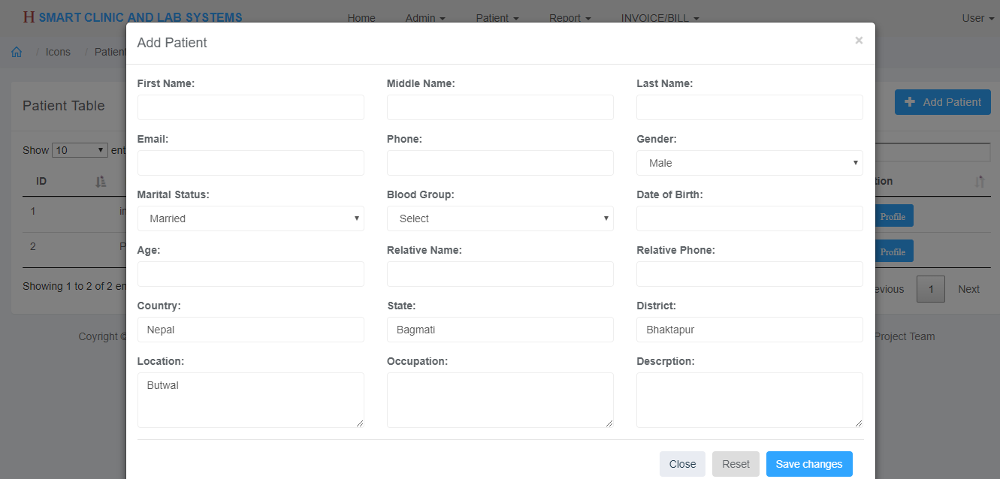 H SMART CLINIC AND LAB SYSTEMS Home Admin Patient Report INVOICE/BILL User
/ Icons / Patient
Add Patient ×
Patient Table
Add Patient
First Name: Middle Name: Last Name:
Email: Phone: Gender:
Male
Show 10 ent
ID tion
Marital Status: Blood Group: Date of Birth:
Married Select
1 in Profile
2 P Profile
Age: Relative Name: Relative Phone:
Showing 1 to 2 of 2 en evious 1 Next
Country: State: District:
Nepal Bagmati Bhaktapur
Coyright © Project Team
Location: Occupation: Descrption:
Butwal
Close Reset Save changes